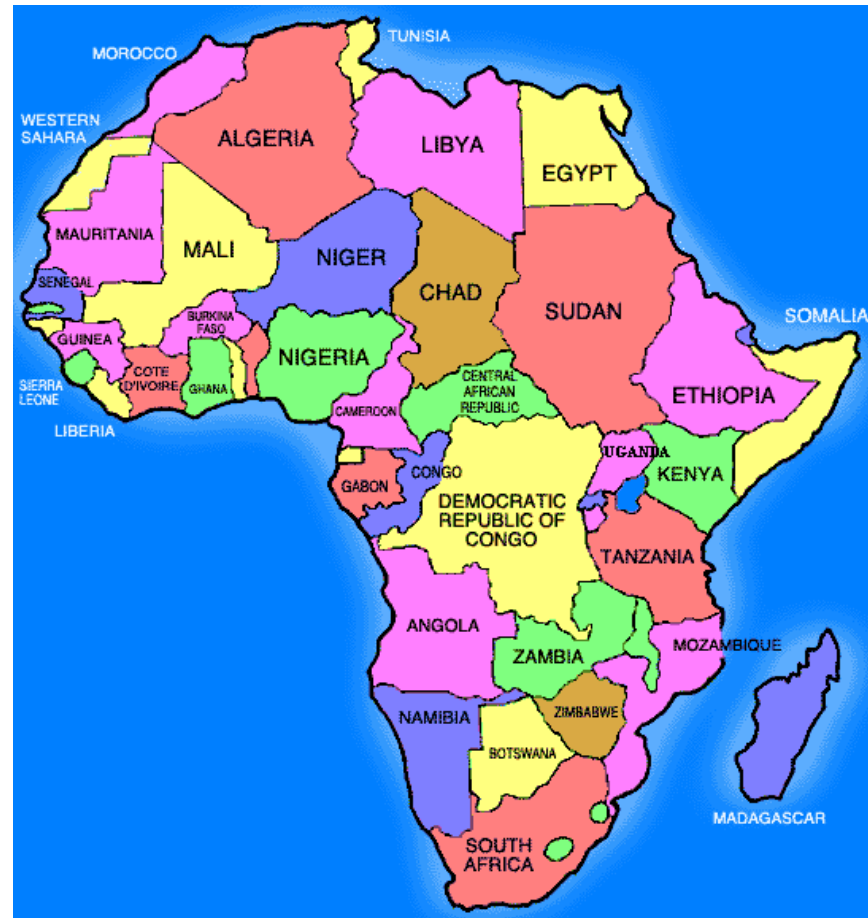 TUNISIA
MOROCCO
WESTERN
SAHARA
ALGERIA
LIBYA
EGYPT
MAURITANIA
MALI
NIGER
CHAD
SUDAN
SENEGAL
SOMALIA
BURKINA
FASO
GUINEA
NIGERIA
COTE
D'IVOIRE
GHANA
SIERRA
LEONE
CENTRAL
AFRICAN
REPUBLIC
ETHIOPIA
CAMEROON
LIBERIA
UGANDA
CONGO
KENYA
GABON
DEMOCRATIC
REPUBLIC OF
CONGO
TANZANIA
ANGOLA
MOZAMBIQUE
ZAMBIA
NAMIBIA
ZIMBABWE
BOTSWANA
MADAGASCAR
SOUTH
AFRICA